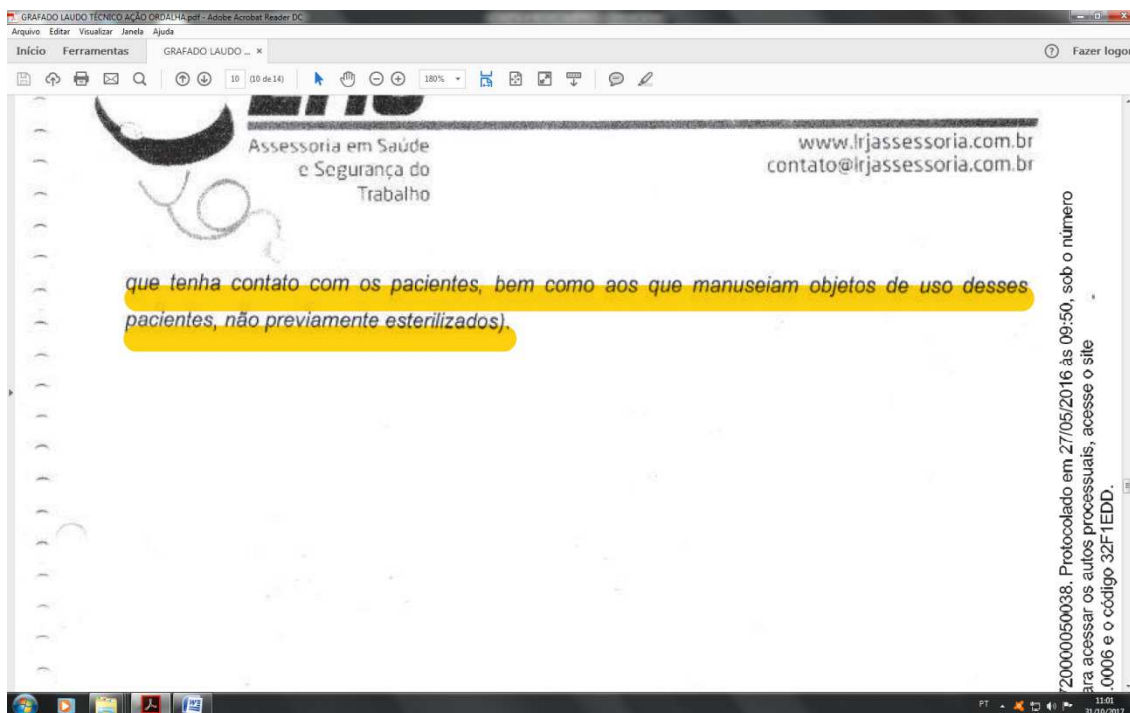 GRAFADO LAUDO TÉCNICO AÇÃO ORDALHA.pdf - Adobe Acrobat Reader DC
Arquivo Editar Visualizar Janela Ajuda
Início Ferramentas GRAFADO LAUDO ... × Fazer logo
10 (10 de 14) 180%
Assessoria em Saúde
e Segurança do
Trabalho
www.lrjassessoria.com.br
contato@lrjassessoria.com.br
que tenha contato com os pacientes, bem como aos que manuseiam objetos de uso desses
pacientes, não previamente esterilizados).
720000050038. Protocolado em 27/05/2016 às 09:50, sob o número
ara acessar os autos processuais, acesse o site
.0006 e o código 32F1EDD.
PT 11:01
31/10/2017